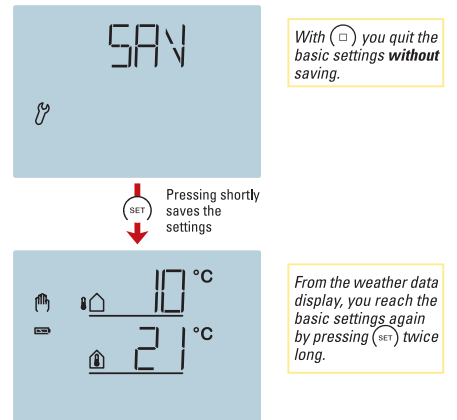 SAV
With you quit the
basic settings without
saving.
SET
Pressing shortly
saves the
settings
10 °C
21 °C
From the weather data
display, you reach the
basic settings again
by pressing SET twice
long.